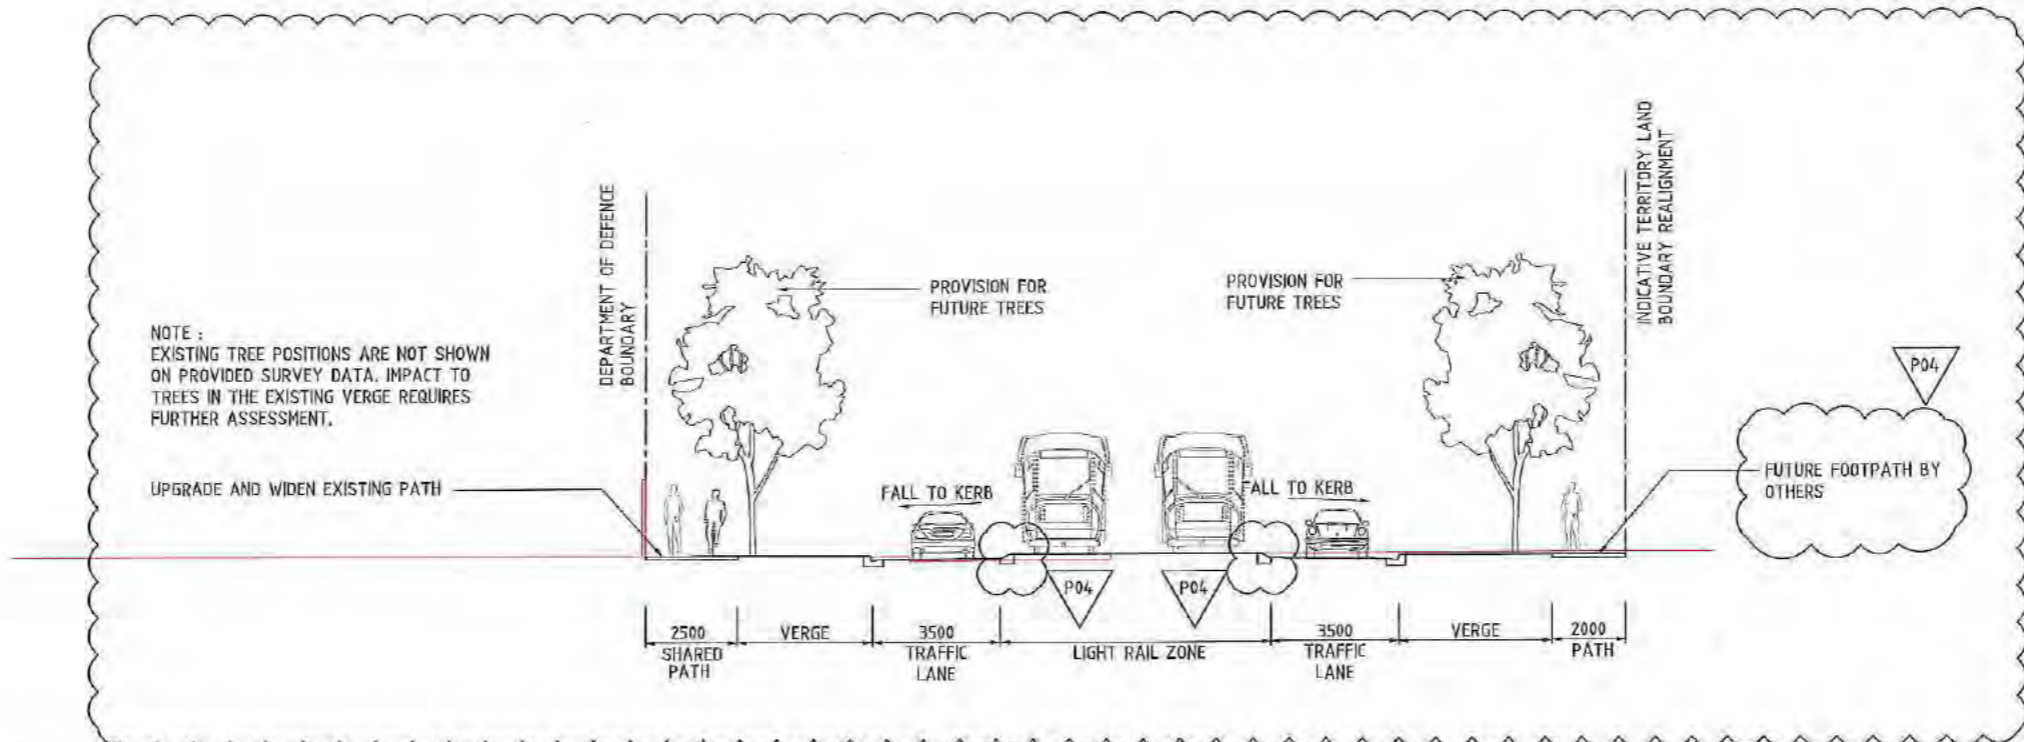 DEPARTMENT OF DEFENCE
BOUNDARY
INDICATIVE TERRITORY LAND
BOUNDARY REALIGNMENT
PROVISION FOR
FUTURE TREES
PROVISION FOR
FUTURE TREES
NOTE :
EXISTING TREE POSITIONS ARE NOT SHOWN
ON PROVIDED SURVEY DATA. IMPACT TO
TREES IN THE EXISTING VERGE REQUIRES
FURTHER ASSESSMENT.
P04
UPGRADE AND WIDEN EXISTING PATH
FALL TO KERB
FALL TO KERB
FUTURE FOOTPATH BY
OTHERS
P04
P04
2500
SHARED
PATH
VERGE
3500
TRAFFIC
LANE
LIGHT RAIL ZONE
3500
TRAFFIC
LANE
VERGE
2000
PATH